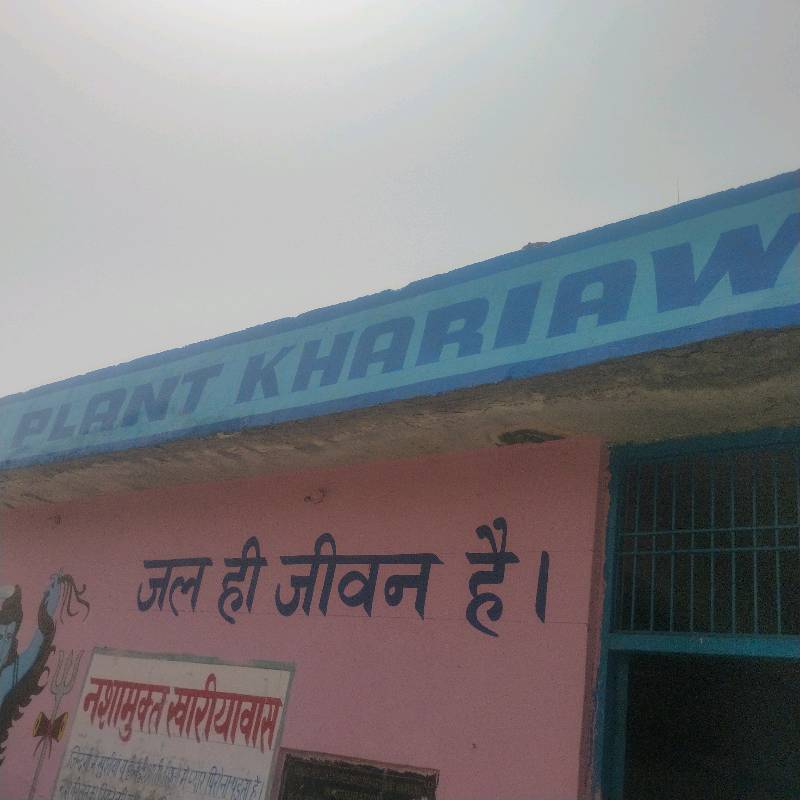 PLANT KHARIAW
जल ही जीवन है।
नशामुक्त खारीयावास